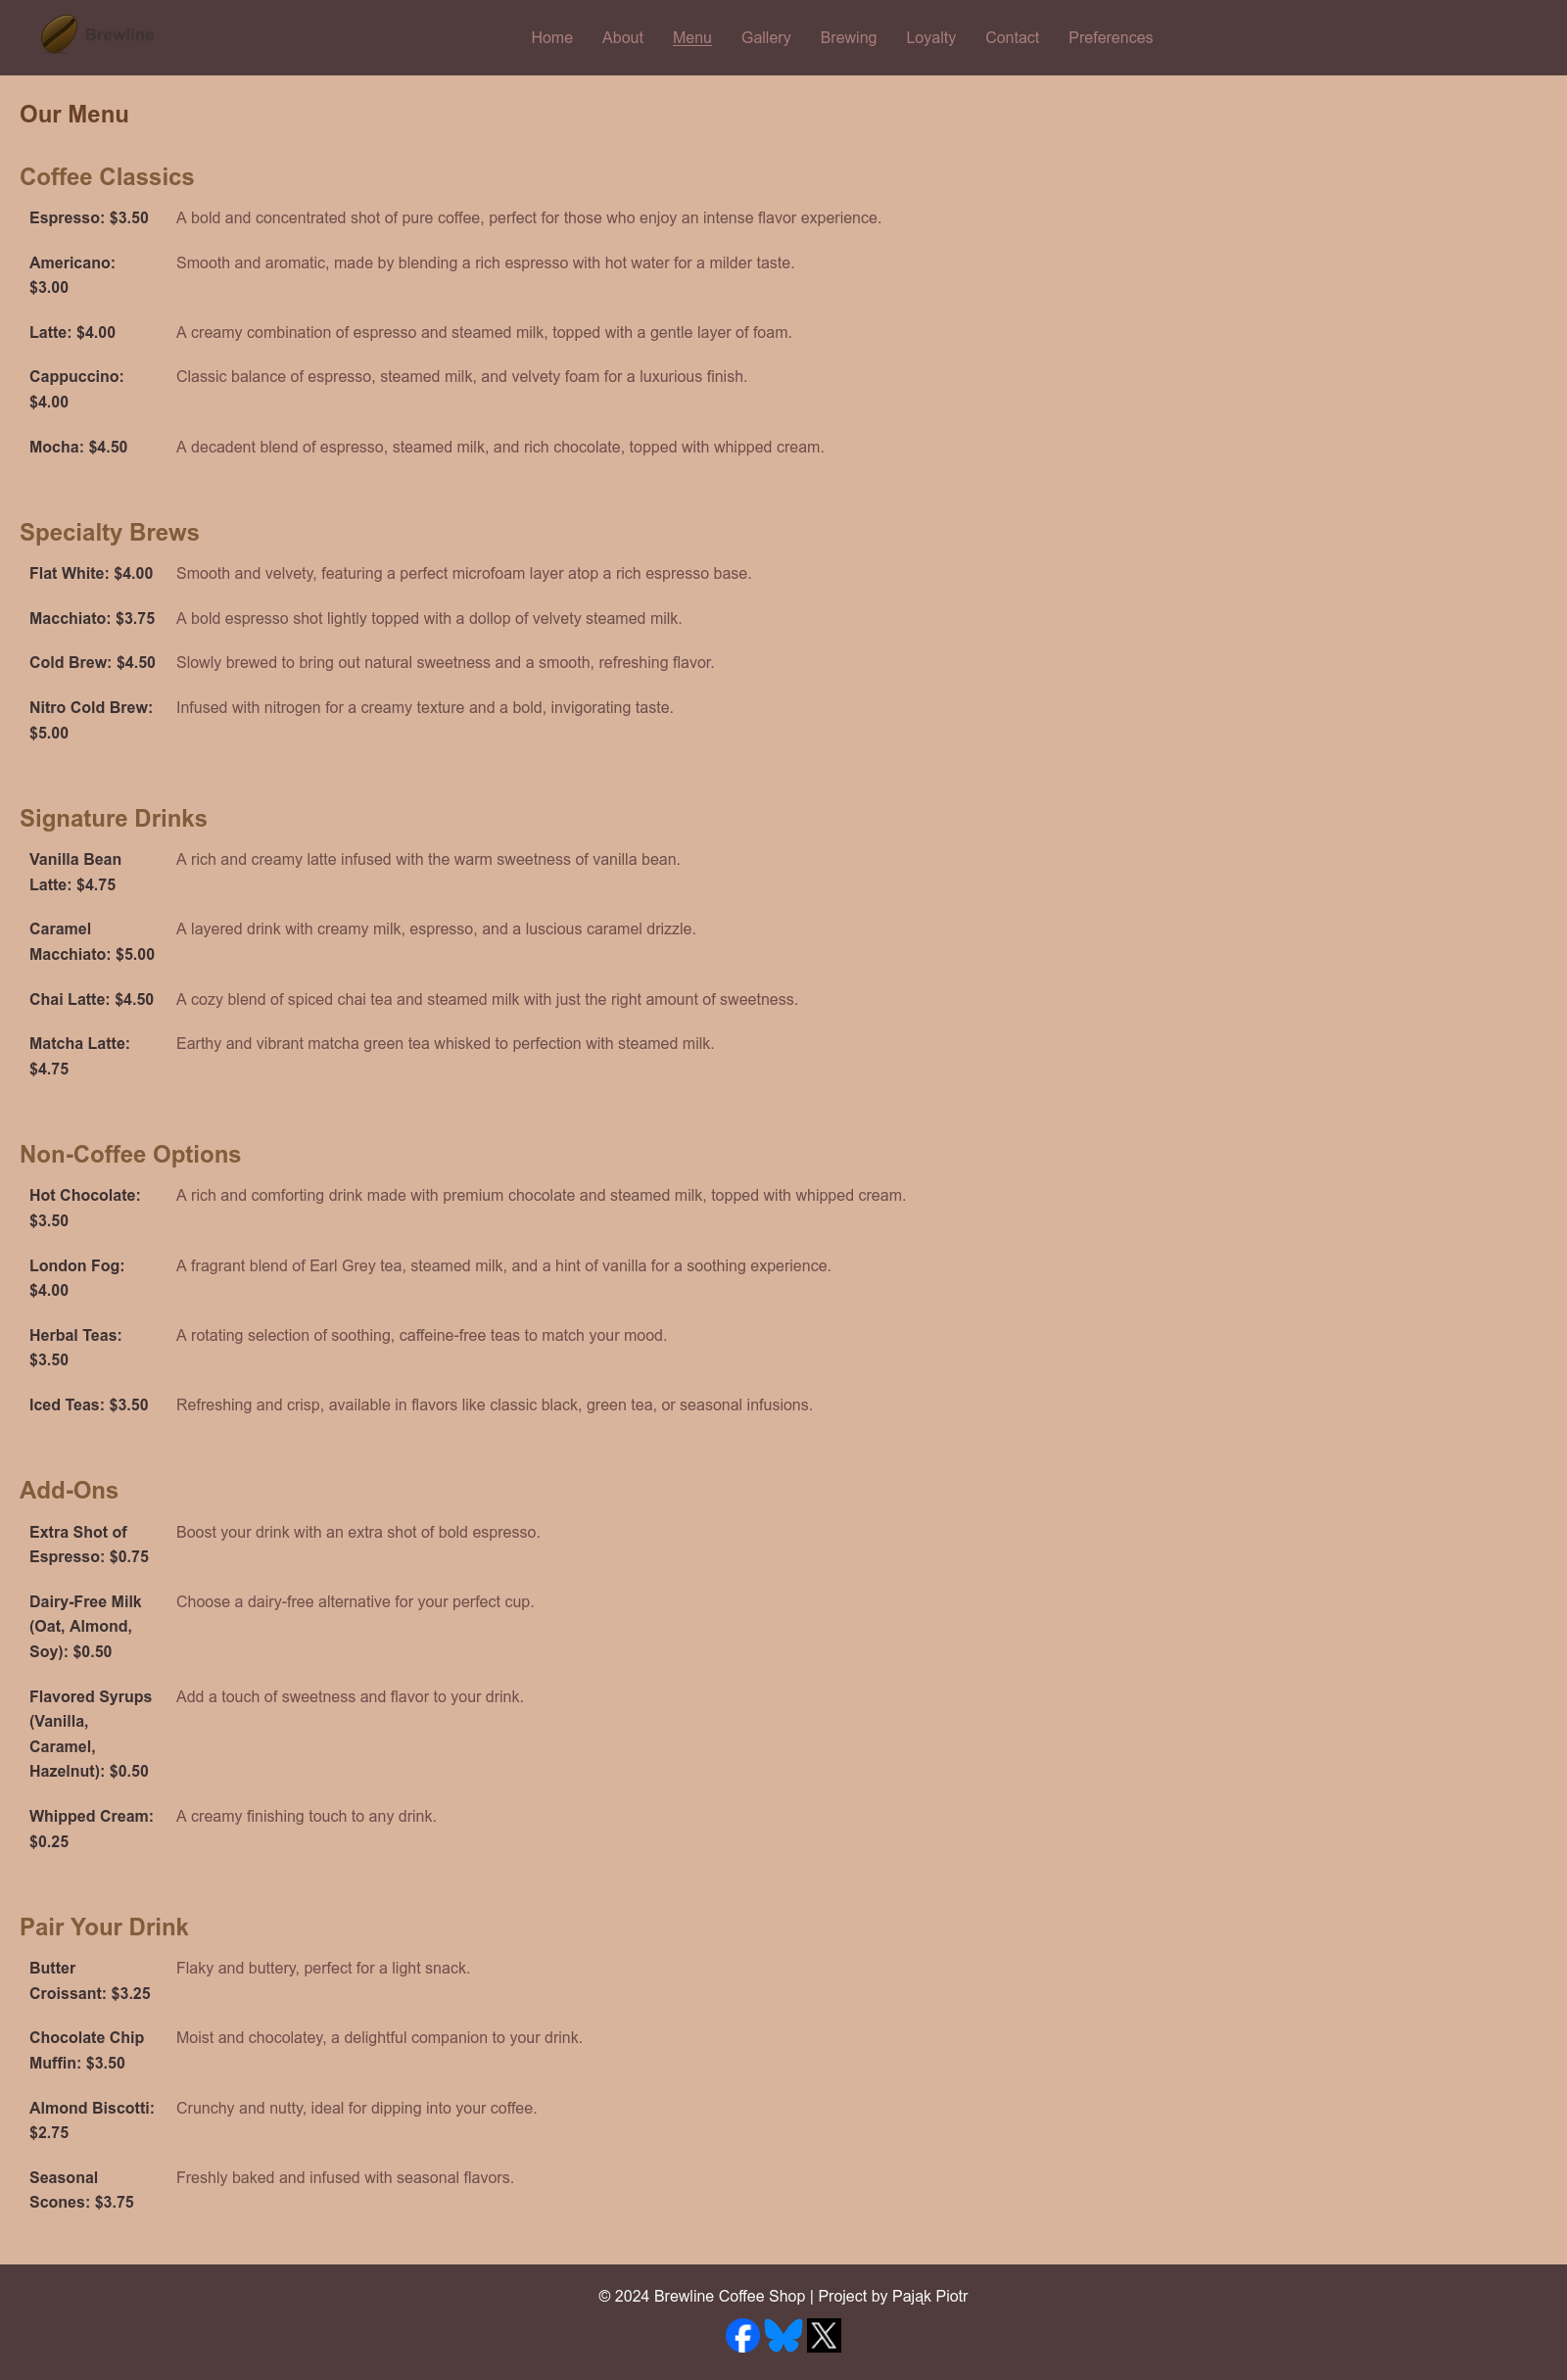 Brewline
Home About Menu Gallery Brewing Loyalty Contact Preferences
Our Menu
Coffee Classics
Espresso: $3.50 A bold and concentrated shot of pure coffee, perfect for those who enjoy an intense flavor experience.
Americano: Smooth and aromatic, made by blending a rich espresso with hot water for a milder taste.
$3.00
Latte: $4.00 A creamy combination of espresso and steamed milk, topped with a gentle layer of foam.
Cappuccino: Classic balance of espresso, steamed milk, and velvety foam for a luxurious finish.
$4.00
Mocha: $4.50 A decadent blend of espresso, steamed milk, and rich chocolate, topped with whipped cream.
Specialty Brews
Flat White: $4.00 Smooth and velvety, featuring a perfect microfoam layer atop a rich espresso base.
Macchiato: $3.75 A bold espresso shot lightly topped with a dollop of velvety steamed milk.
Cold Brew: $4.50 Slowly brewed to bring out natural sweetness and a smooth, refreshing flavor.
Nitro Cold Brew: Infused with nitrogen for a creamy texture and a bold, invigorating taste.
$5.00
Signature Drinks
Vanilla Bean A rich and creamy latte infused with the warm sweetness of vanilla bean.
Latte: $4.75
Caramel A layered drink with creamy milk, espresso, and a luscious caramel drizzle.
Macchiato: $5.00
Chai Latte: $4.50 A cozy blend of spiced chai tea and steamed milk with just the right amount of sweetness.
Matcha Latte: Earthy and vibrant matcha green tea whisked to perfection with steamed milk.
$4.75
Non-Coffee Options
Hot Chocolate: A rich and comforting drink made with premium chocolate and steamed milk, topped with whipped cream.
$3.50
London Fog: A fragrant blend of Earl Grey tea, steamed milk, and a hint of vanilla for a soothing experience.
$4.00
Herbal Teas: A rotating selection of soothing, caffeine-free teas to match your mood.
$3.50
Iced Teas: $3.50 Refreshing and crisp, available in flavors like classic black, green tea, or seasonal infusions.
Add-Ons
Extra Shot of Boost your drink with an extra shot of bold espresso.
Espresso: $0.75
Dairy-Free Milk Choose a dairy-free alternative for your perfect cup.
(Oat, Almond,
Soy): $0.50
Flavored Syrups Add a touch of sweetness and flavor to your drink.
(Vanilla,
Caramel,
Hazelnut): $0.50
Whipped Cream: A creamy finishing touch to any drink.
$0.25
Pair Your Drink
Butter Flaky and buttery, perfect for a light snack.
Croissant: $3.25
Chocolate Chip Moist and chocolatey, a delightful companion to your drink.
Muffin: $3.50
Almond Biscotti: Crunchy and nutty, ideal for dipping into your coffee.
$2.75
Seasonal Freshly baked and infused with seasonal flavors.
Scones: $3.75
© 2024 Brewline Coffee Shop | Project by Pająk Piotr